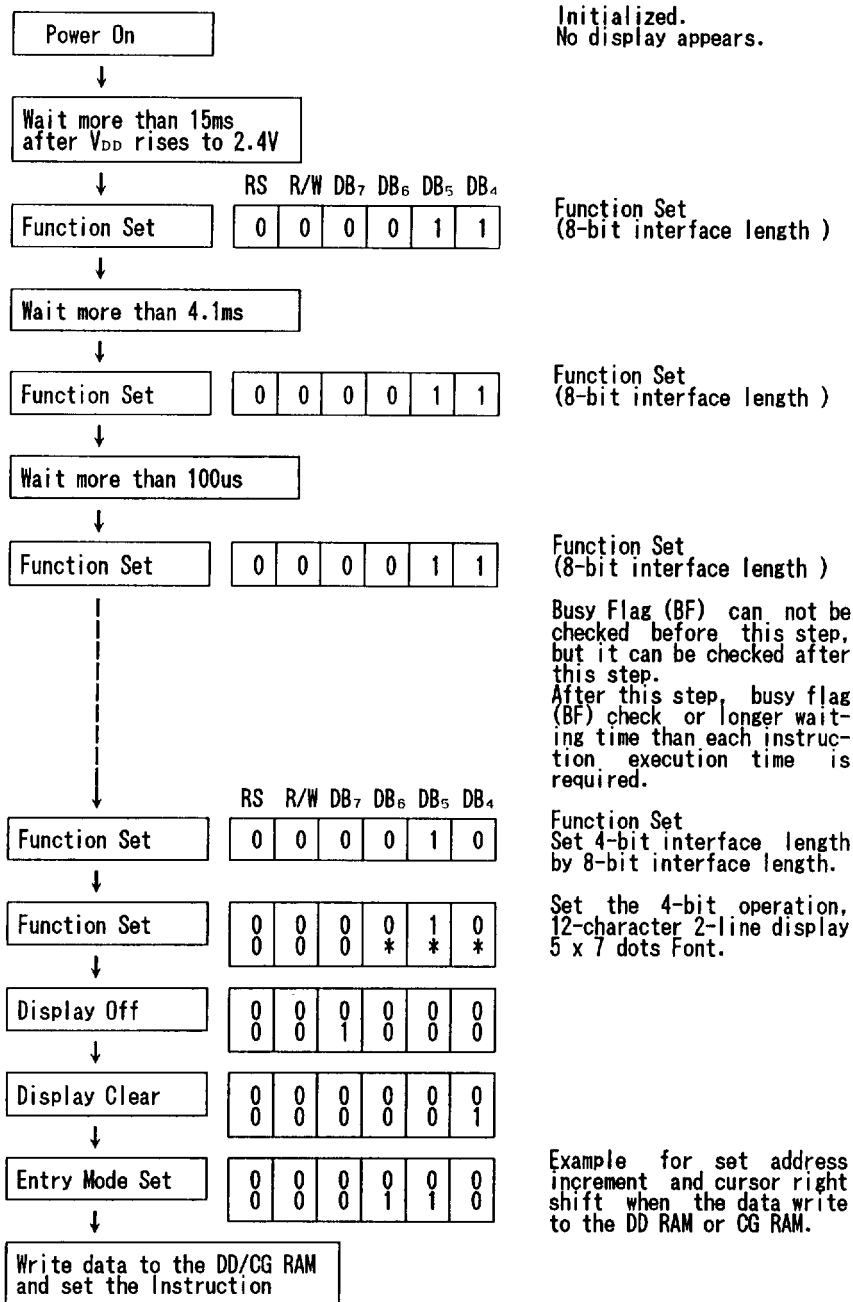 Power On
Initialized.
No display appears.
Wait more than 15ms
after VDD rises to 2.4V
RS R/W DB7 DB6 DB5 DB4
Function Set
0 0 0 0 1 1
Function Set
(8-bit interface length )
Wait more than 4.1ms
Function Set
0 0 0 0 1 1
Function Set
(8-bit interface length )
Wait more than 100us
Function Set
0 0 0 0 1 1
Function Set
(8-bit interface length )
Busy Flag (BF) can not be
checked before this step,
but it can be checked after
this step.
After this step, busy flag
(BF) check or longer wait-
ing time than each instruc-
tion execution time is
required.
RS R/W DB7 DB6 DB5 DB4
Function Set
0 0 0 0 1 0
Function Set
Set 4-bit interface length
by 8-bit interface length.
Function Set
0 0 0 0 1 0
0 0 0 * * *
Set the 4-bit operation,
12-character 2-line display
5 x 7 dots Font.
Display Off
0 0 0 0 0 0
0 0 1 0 0 0
Display Clear
0 0 0 0 0 0
0 0 0 0 0 1
Entry Mode Set
0 0 0 0 0 0
0 0 0 1 1 0
Example for set address
increment and cursor right
shift when the data write
to the DD RAM or CG RAM.
Write data to the DD/CG RAM
and set the Instruction